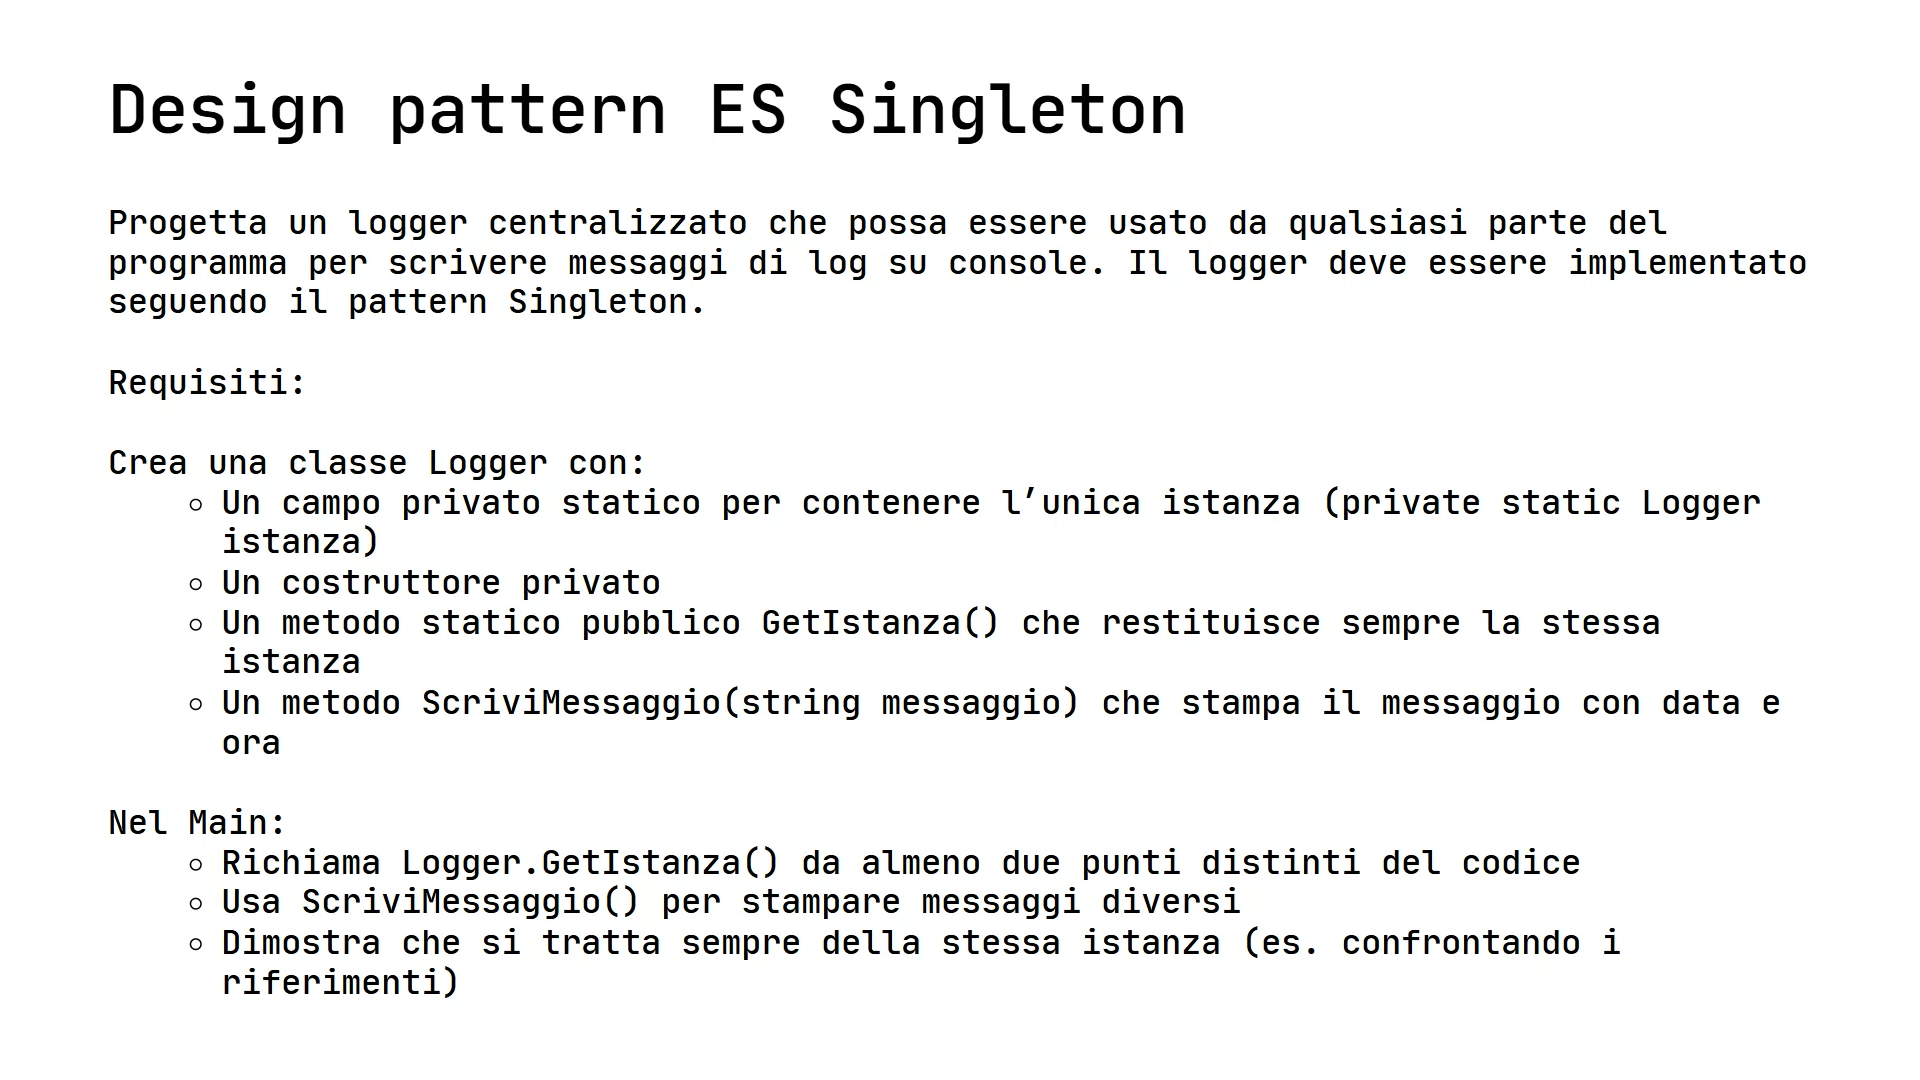 Design pattern ES Singleton
Progetta un logger centralizzato che possa essere usato da qualsiasi parte del
programma per scrivere messaggi di log su console. Il logger deve essere implementato
seguendo il pattern Singleton.
Requisiti:
Crea una classe Logger con:
◦ Un campo privato statico per contenere l’unica istanza (private static Logger
istanza)
◦ Un costruttore privato
◦ Un metodo statico pubblico GetIstanza() che restituisce sempre la stessa
istanza
◦ Un metodo ScriviMessaggio(string messaggio) che stampa il messaggio con data e
ora
Nel Main:
◦ Richiama Logger.GetIstanza() da almeno due punti distinti del codice
◦ Usa ScriviMessaggio() per stampare messaggi diversi
◦ Dimostra che si tratta sempre della stessa istanza (es. confrontando i
riferimenti)